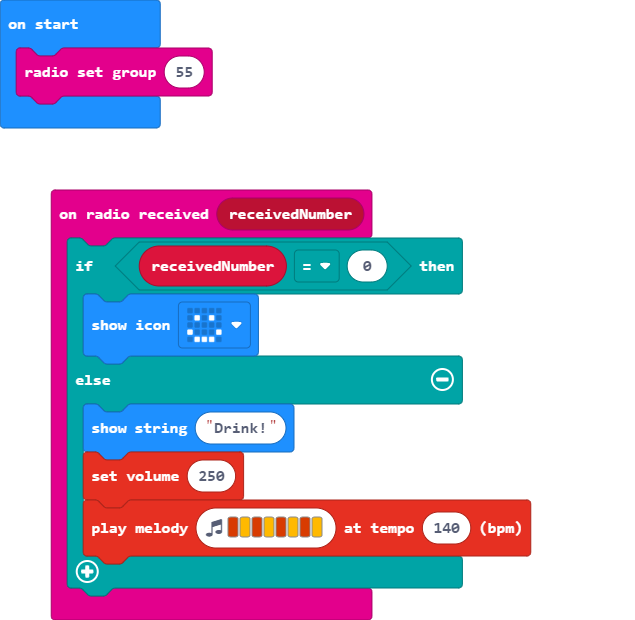 on start
radio set group 55
on radio received receivedNumber
if receivedNumber = 0 then
show icon
else
show string "Drink!"
set volume 250
play melody at tempo 140 (bpm)